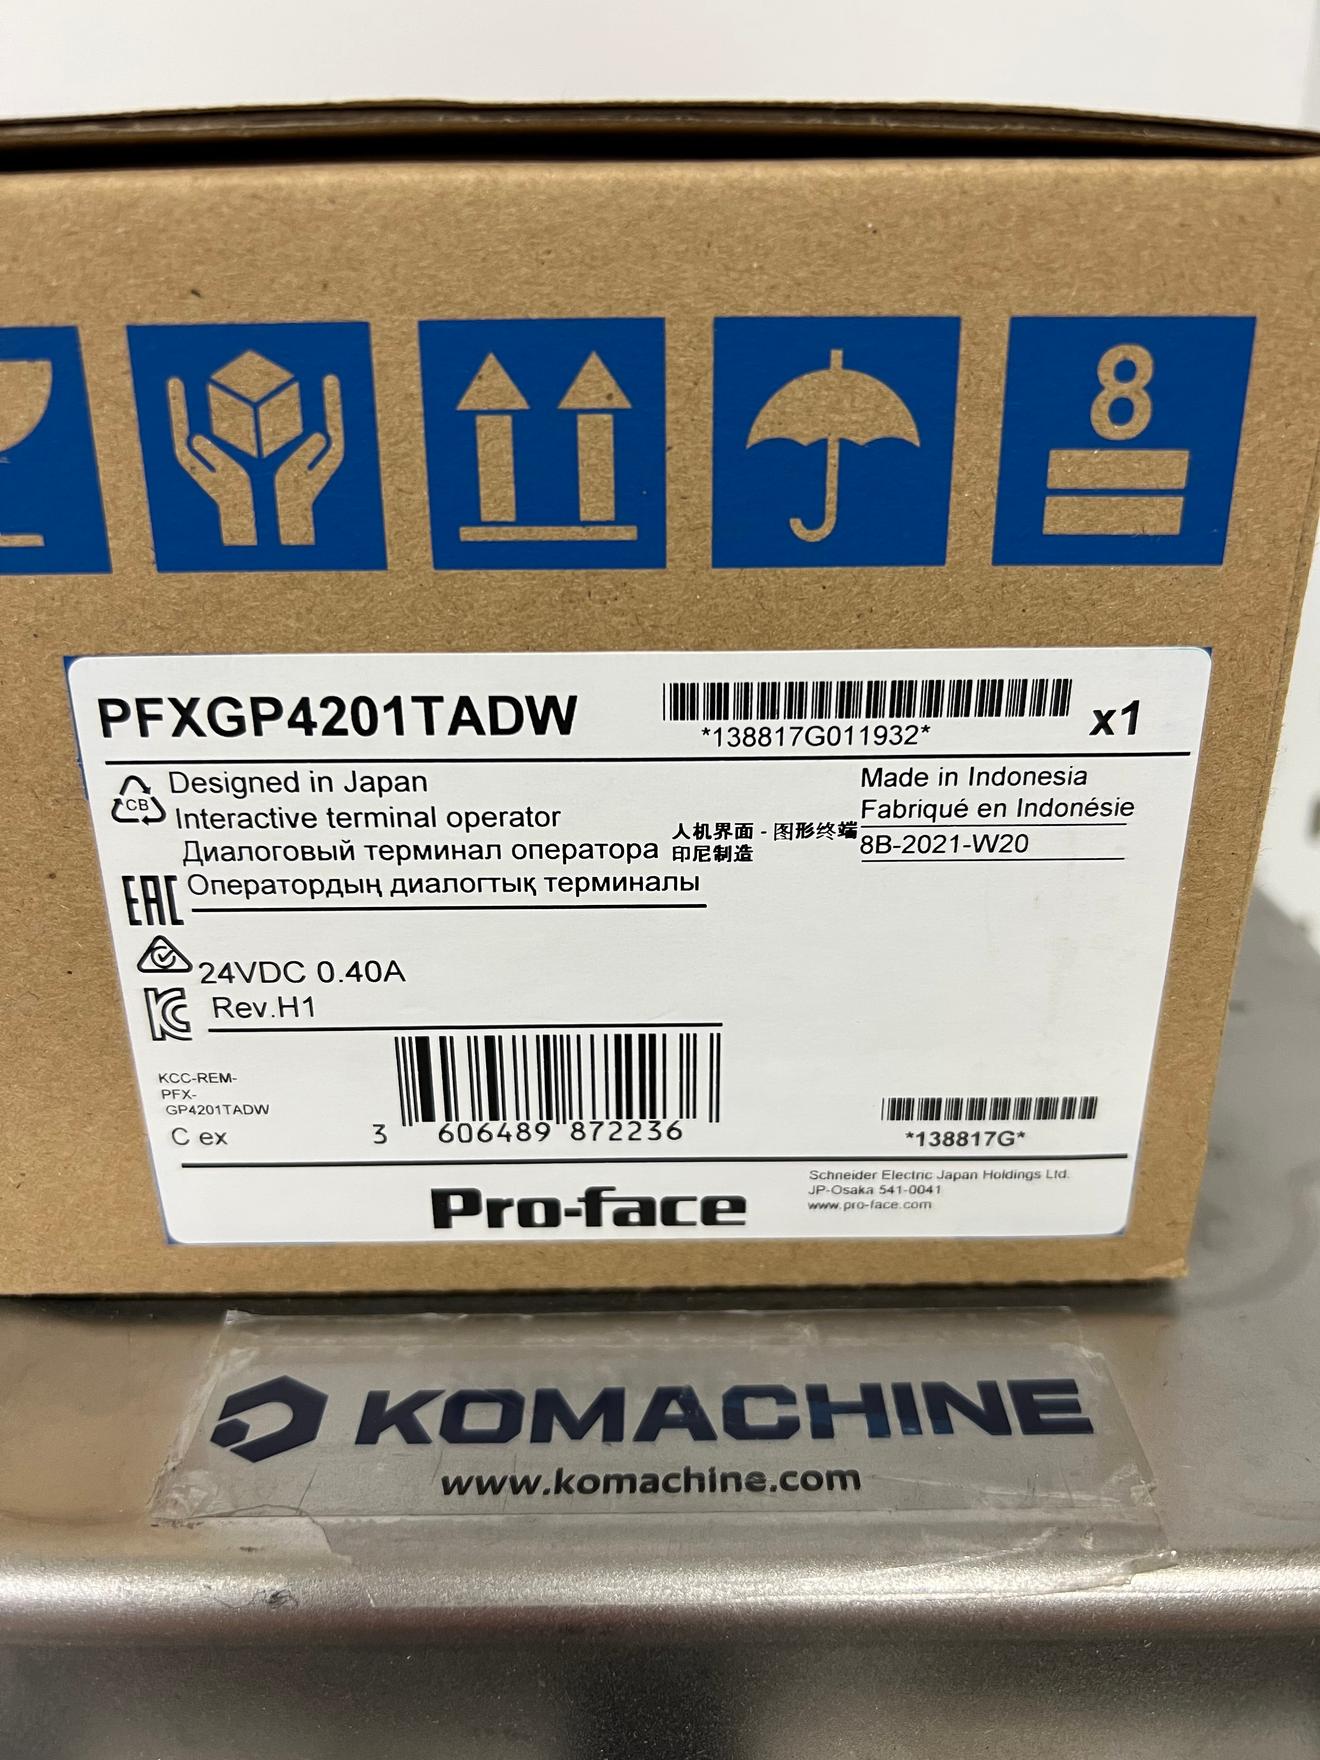 8
PFXGP4201TADW
*138817G011932*
x1
CB
Designed in Japan
Interactive terminal operator
Диалоговый терминал оператора
Оператордың диалогтық терминалы
人机界面 - 图形终端
印尼制造
Made in Indonesia
Fabriqué en Indonésie
8B-2021-W20
EAC
24VDC 0.40A
Rev.H1
KCC-REM-
PFX-
GP4201TADW
C ex
3 606489 872236
*138817G*
Pro-face
Schneider Electric Japan Holdings Ltd.
JP-Osaka 541-0041
www.pro-face.com
KOMACHINE
www.komachine.com